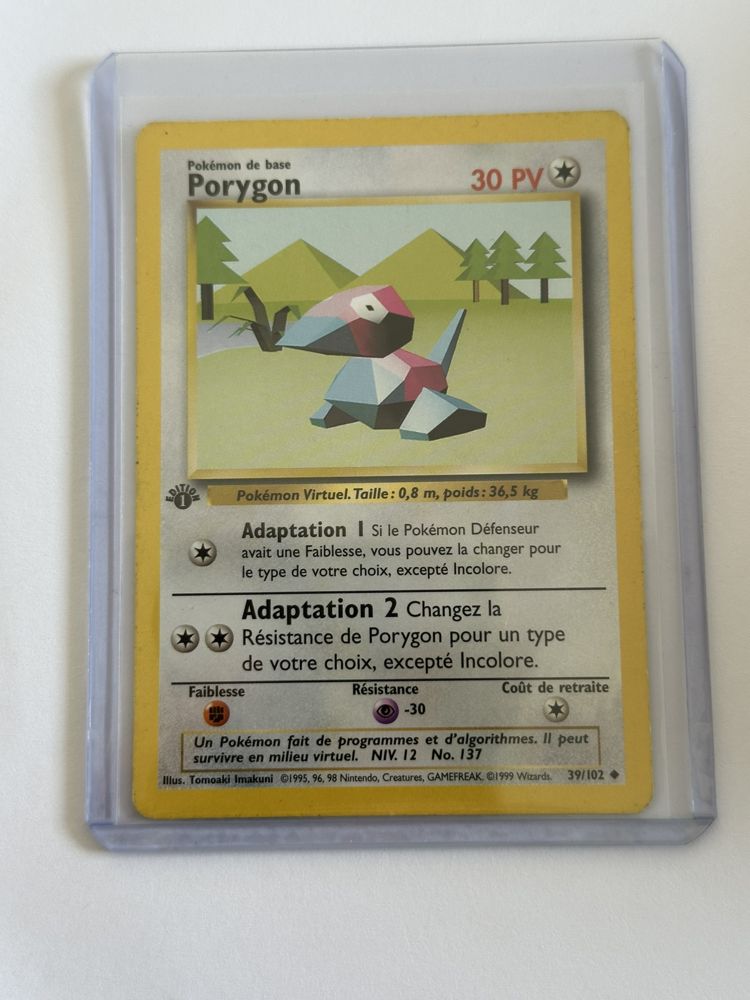 Pokémon de base
Porygon
30 PV
EDITION
1
Pokémon Virtuel. Taille : 0,8 m, poids : 36,5 kg
Adaptation 1 Si le Pokémon Défenseur
avait une Faiblesse, vous pouvez la changer pour
le type de votre choix, excepté Incolore.
Adaptation 2 Changez la
Résistance de Porygon pour un type
de votre choix, excepté Incolore.
Faiblesse
Résistance
Coût de retraite
-30
Un Pokémon fait de programmes et d'algorithmes. Il peut
survivre en milieu virtuel. NIV. 12 No. 137
Illus. Tomoaki Imakuni ©1995, 96, 98 Nintendo, Creatures, GAMEFREAK. ©1999 Wizards. 39/102